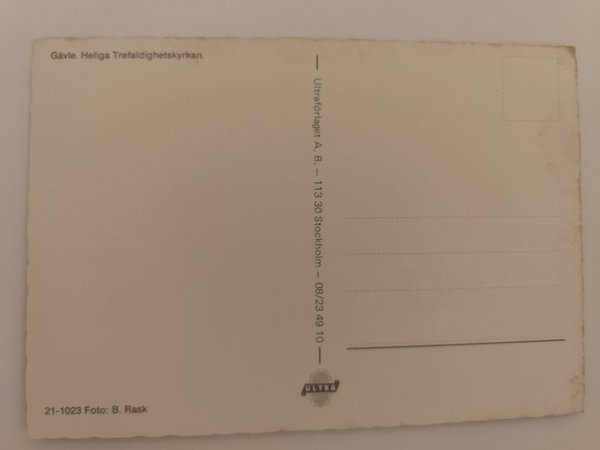 Gävle. Heliga Trefaldighetskyrkan.
Ultraförlaget A. B. – 113 30 Stockholm – 08/23 49 10
ULTRA
21-1023 Foto: B. Rask